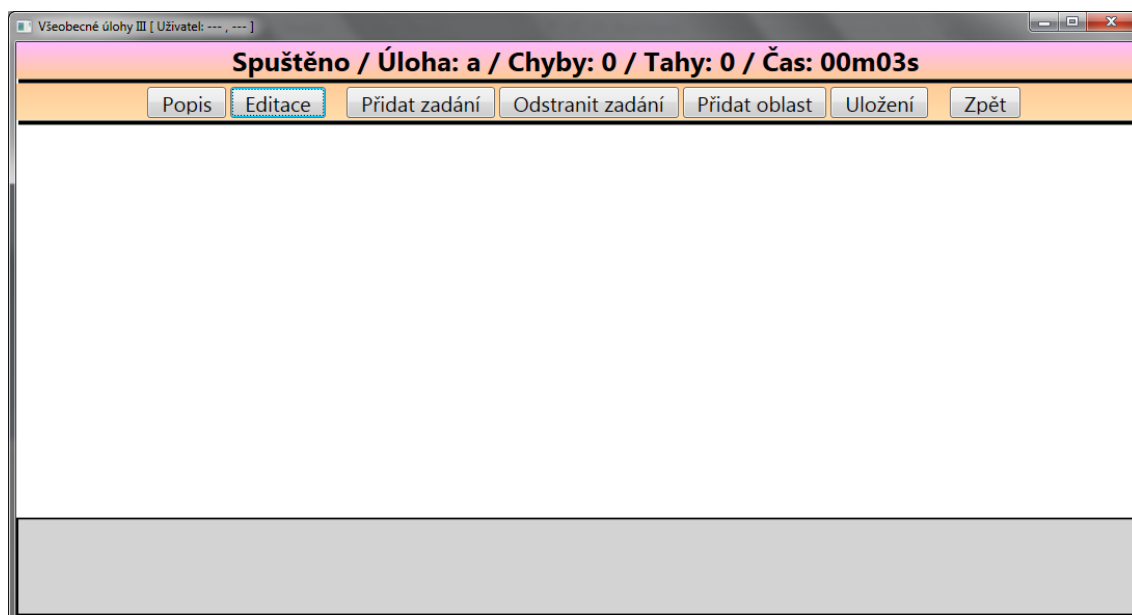 Všeobecné úlohy III [ Uživatel: --- , --- ]
Spuštěno / Úloha: a / Chyby: 0 / Tahy: 0 / Čas: 00m03s
Popis Editace Přidat zadání Odstranit zadání Přidat oblast Uložení Zpět